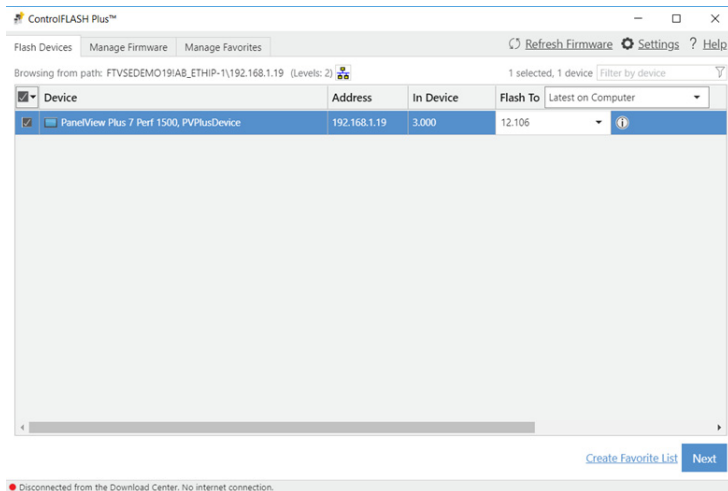 ControlFLASH Plus™
Flash Devices Manage Firmware Manage Favorites Refresh Firmware Settings ? Help
Browsing from path: FTVSEDEMO19!AB_ETHIP-1\192.168.1.19 (Levels: 2) 1 selected, 1 device Filter by device
Device Address In Device Flash To Latest on Computer
PanelView Plus 7 Perf 1500, PVPlusDevice 192.168.1.19 3.000 12.106
Create Favorite List Next
Disconnected from the Download Center. No internet connection.